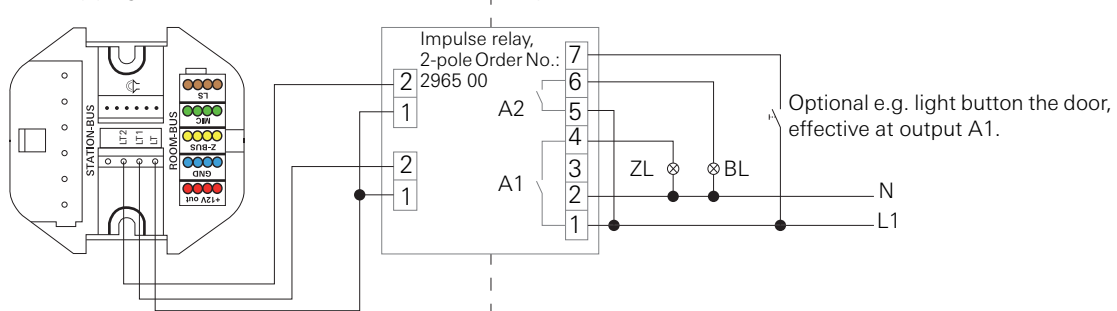 STATION-BUS
LT2
LT1
LT
ROOM-BUS
LS
MIC
Z-BUS
GND
+12V out
Impulse relay,
2-pole Order No.:
2965 00
2
1
2
1
A2
A1
7
6
5
4
3
2
1
ZL
BL
N
L1
Optional e.g. light button the door,
effective at output A1.